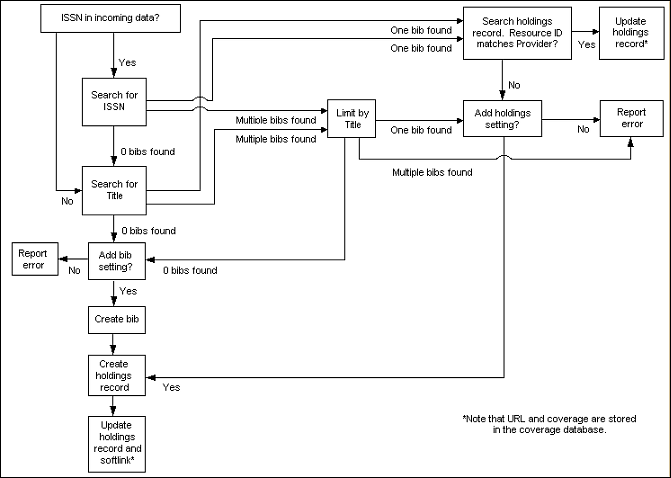 ISSN in incoming data?
Search holdings
record. Resource ID
matches Provider?
Update
holdings
record*
One bib found
One bib found
Yes
Yes
Search for
ISSN
No
Multiple bibs found
Multiple bibs found
Limit by
Title
One bib found
Add holdings
setting?
No
Report
error
0 bibs found
Search for
Title
No
Multiple bibs found
0 bibs found
Report
error
No
Add bib
setting?
0 bibs found
Yes
Create bib
Create
holdings
record
Yes
Update
holdings
record and
softlink*
*Note that URL and coverage are stored
in the coverage database.